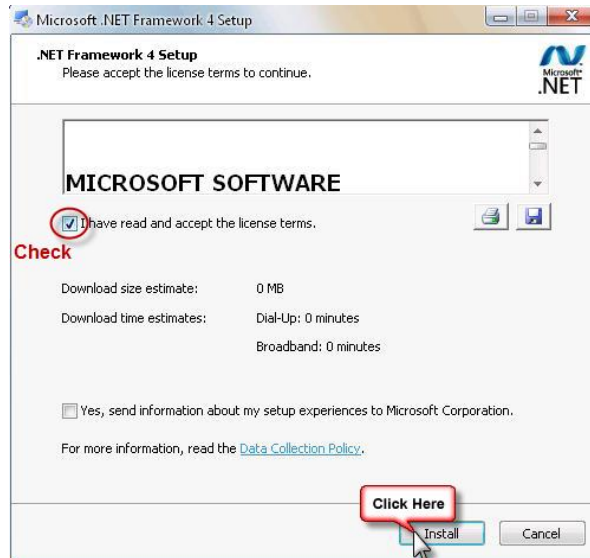 Microsoft .NET Framework 4 Setup
.NET Framework 4 Setup
Please accept the license terms to continue.
Microsoft®
.NET
MICROSOFT SOFTWARE
I have read and accept the license terms.
Check
Download size estimate: 0 MB
Download time estimates: Dial-Up: 0 minutes
Broadband: 0 minutes
Yes, send information about my setup experiences to Microsoft Corporation.
For more information, read the Data Collection Policy.
Click Here
Install Cancel